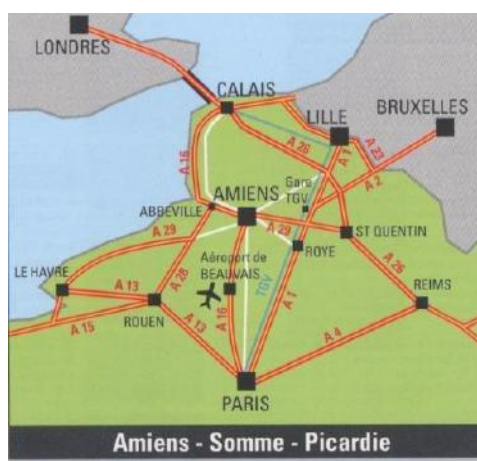 LONDRES
CALAIS
LILLE
BRUXELLES
A 26
A 1
A 23
A 16
A 2
Gare
TGV
AMIENS
ABBEVILLE
A 29
A 29
ST QUENTIN
ROYE
A 28
Aéroport de
BEAUVAIS
TGV
A 26
LE HAVRE
A 13
A 1
REIMS
A 15
ROUEN
A 13
A 16
A 4
PARIS
Amiens - Somme - Picardie